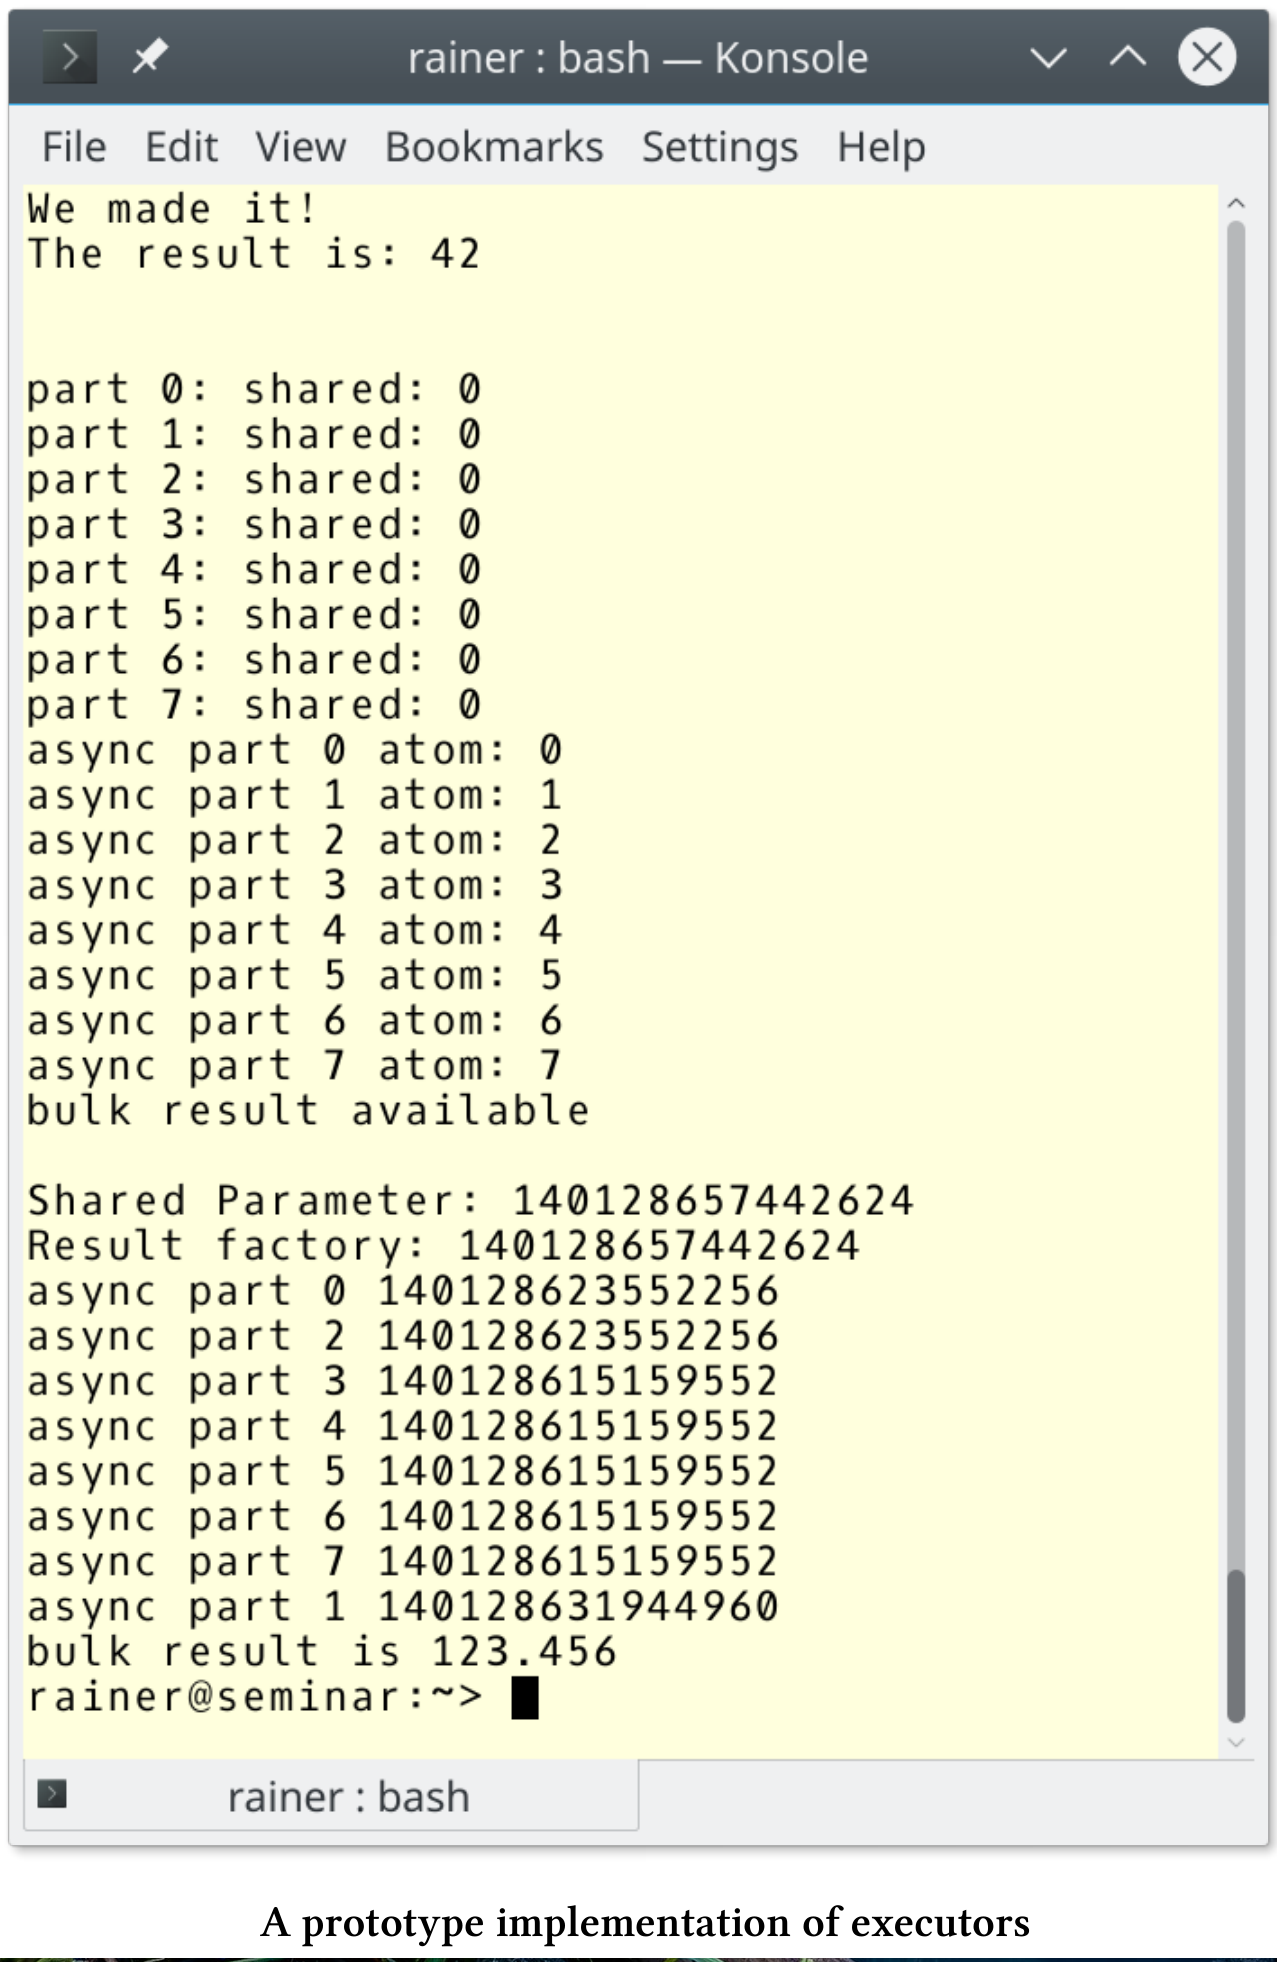 rainer : bash — Konsole
File Edit View Bookmarks Settings Help
We made it!
The result is: 42
part 0: shared: 0
part 1: shared: 0
part 2: shared: 0
part 3: shared: 0
part 4: shared: 0
part 5: shared: 0
part 6: shared: 0
part 7: shared: 0
async part 0 atom: 0
async part 1 atom: 1
async part 2 atom: 2
async part 3 atom: 3
async part 4 atom: 4
async part 5 atom: 5
async part 6 atom: 6
async part 7 atom: 7
bulk result available
Shared Parameter: 140128657442624
Result factory: 140128657442624
async part 0 140128623552256
async part 2 140128623552256
async part 3 140128615159552
async part 4 140128615159552
async part 5 140128615159552
async part 6 140128615159552
async part 7 140128615159552
async part 1 140128631944960
bulk result is 123.456
rainer@seminar:~>
rainer : bash
A prototype implementation of executors